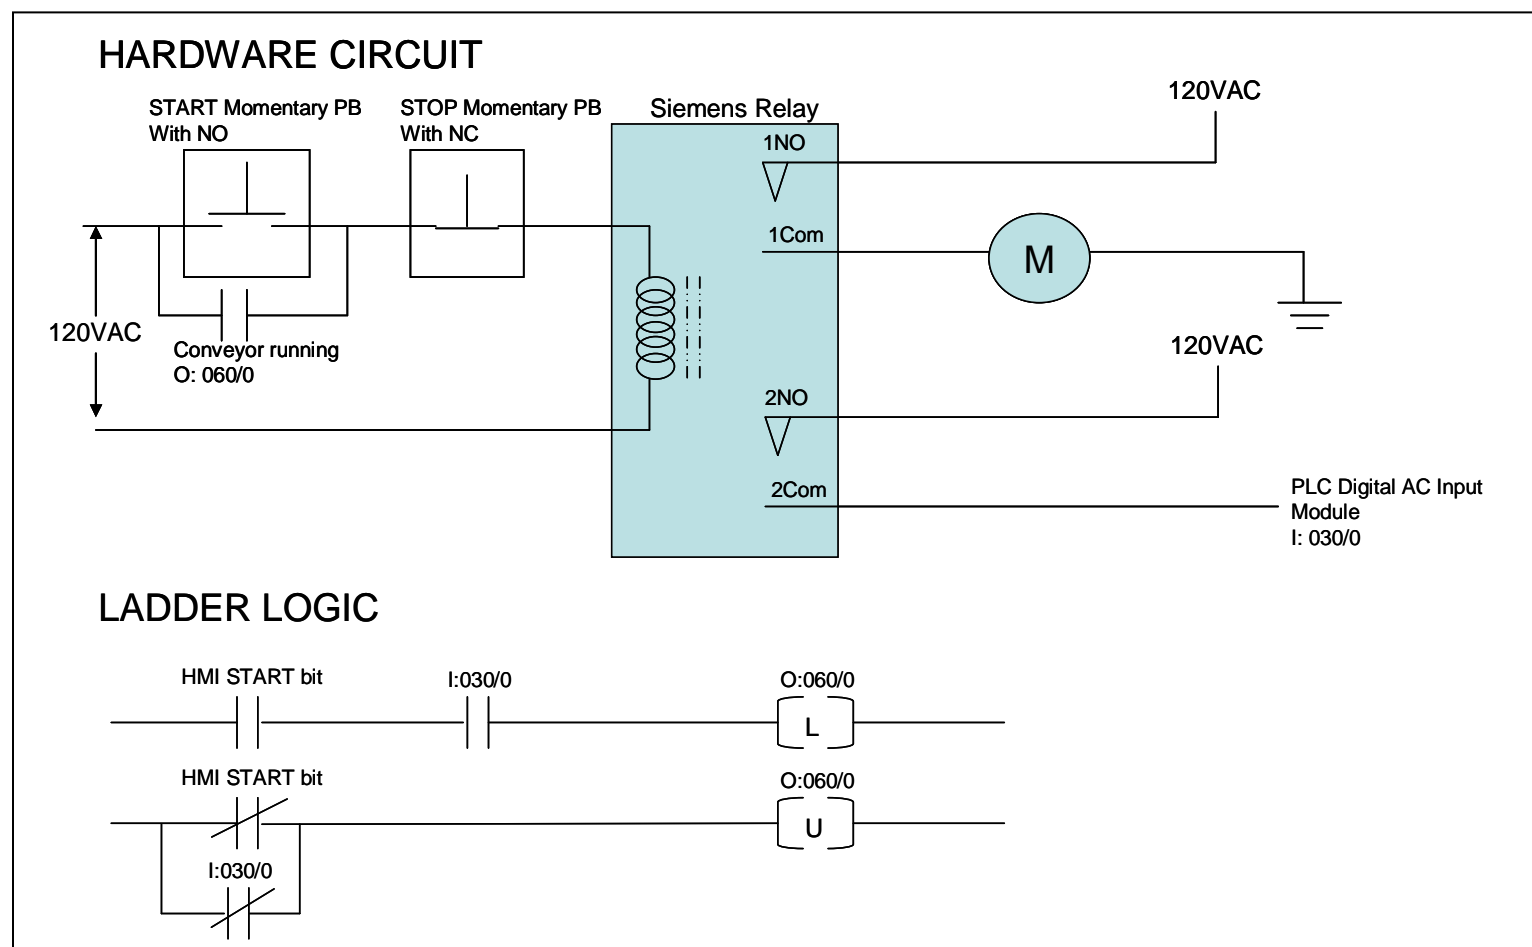 HARDWARE CIRCUIT
START Momentary PB
With NO
STOP Momentary PB
With NC
Siemens Relay
120VAC
1NO
1Com
M
120VAC
Conveyor running
O: 060/0
120VAC
2NO
2Com
PLC Digital AC Input
Module
I: 030/0
LADDER LOGIC
HMI START bit
I:030/0
O:060/0
L
HMI START bit
O:060/0
U
I:030/0